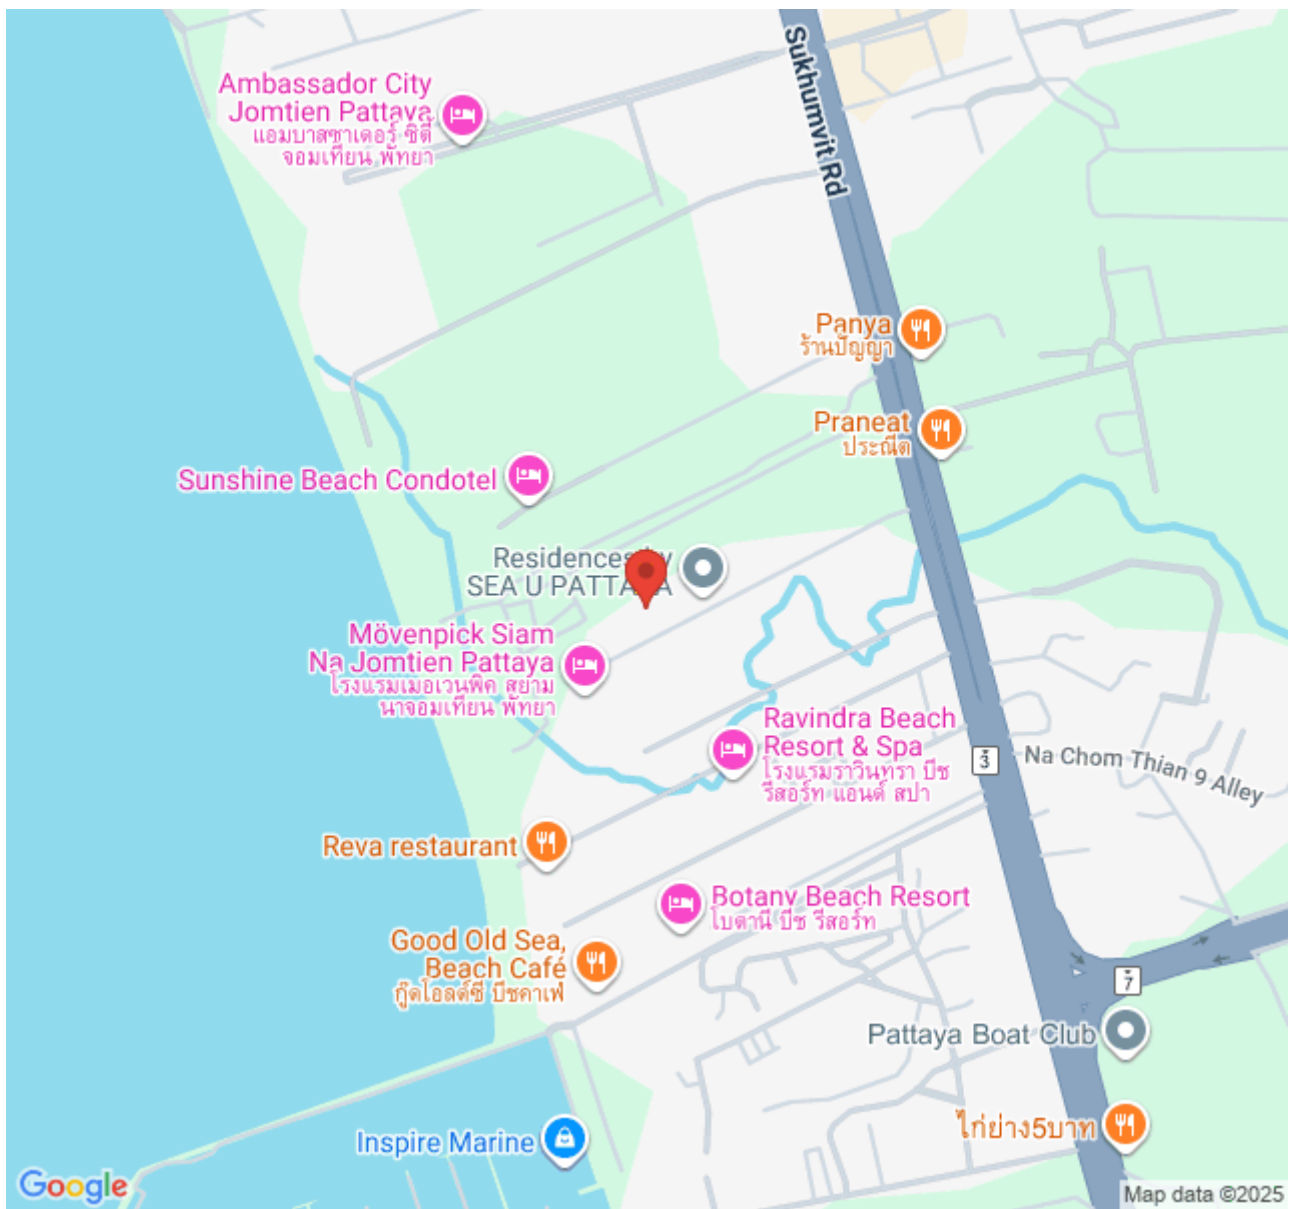 Sukhumvit Rd
Ambassador City
Jomtien Pattaya
แอมบาสซาเดอร์ ซิตี้
จอมเทียน พัทยา
Panya
ร้านปัญญา
Praneat
ประณีต
Sunshine Beach Condotel
Residences by
SEA U PATTAYA
Mövenpick Siam
Na Jomtien Pattaya
โรงแรมเมอเวนพิค สยาม
นาจอมเทียน พัทยา
Ravindra Beach
Resort & Spa
โรงแรมราวินทรา บีช
รีสอร์ท แอนด์ สปา
3
Na Chom Thian 9 Alley
Reva restaurant
Botany Beach Resort
โบตานี บีช รีสอร์ท
Good Old Sea,
Beach Café
กู๊ดโอลด์ซี บีชคาเฟ่
7
Pattaya Boat Club
ไก่ย่าง5บาท
Inspire Marine
Google
Map data ©2025